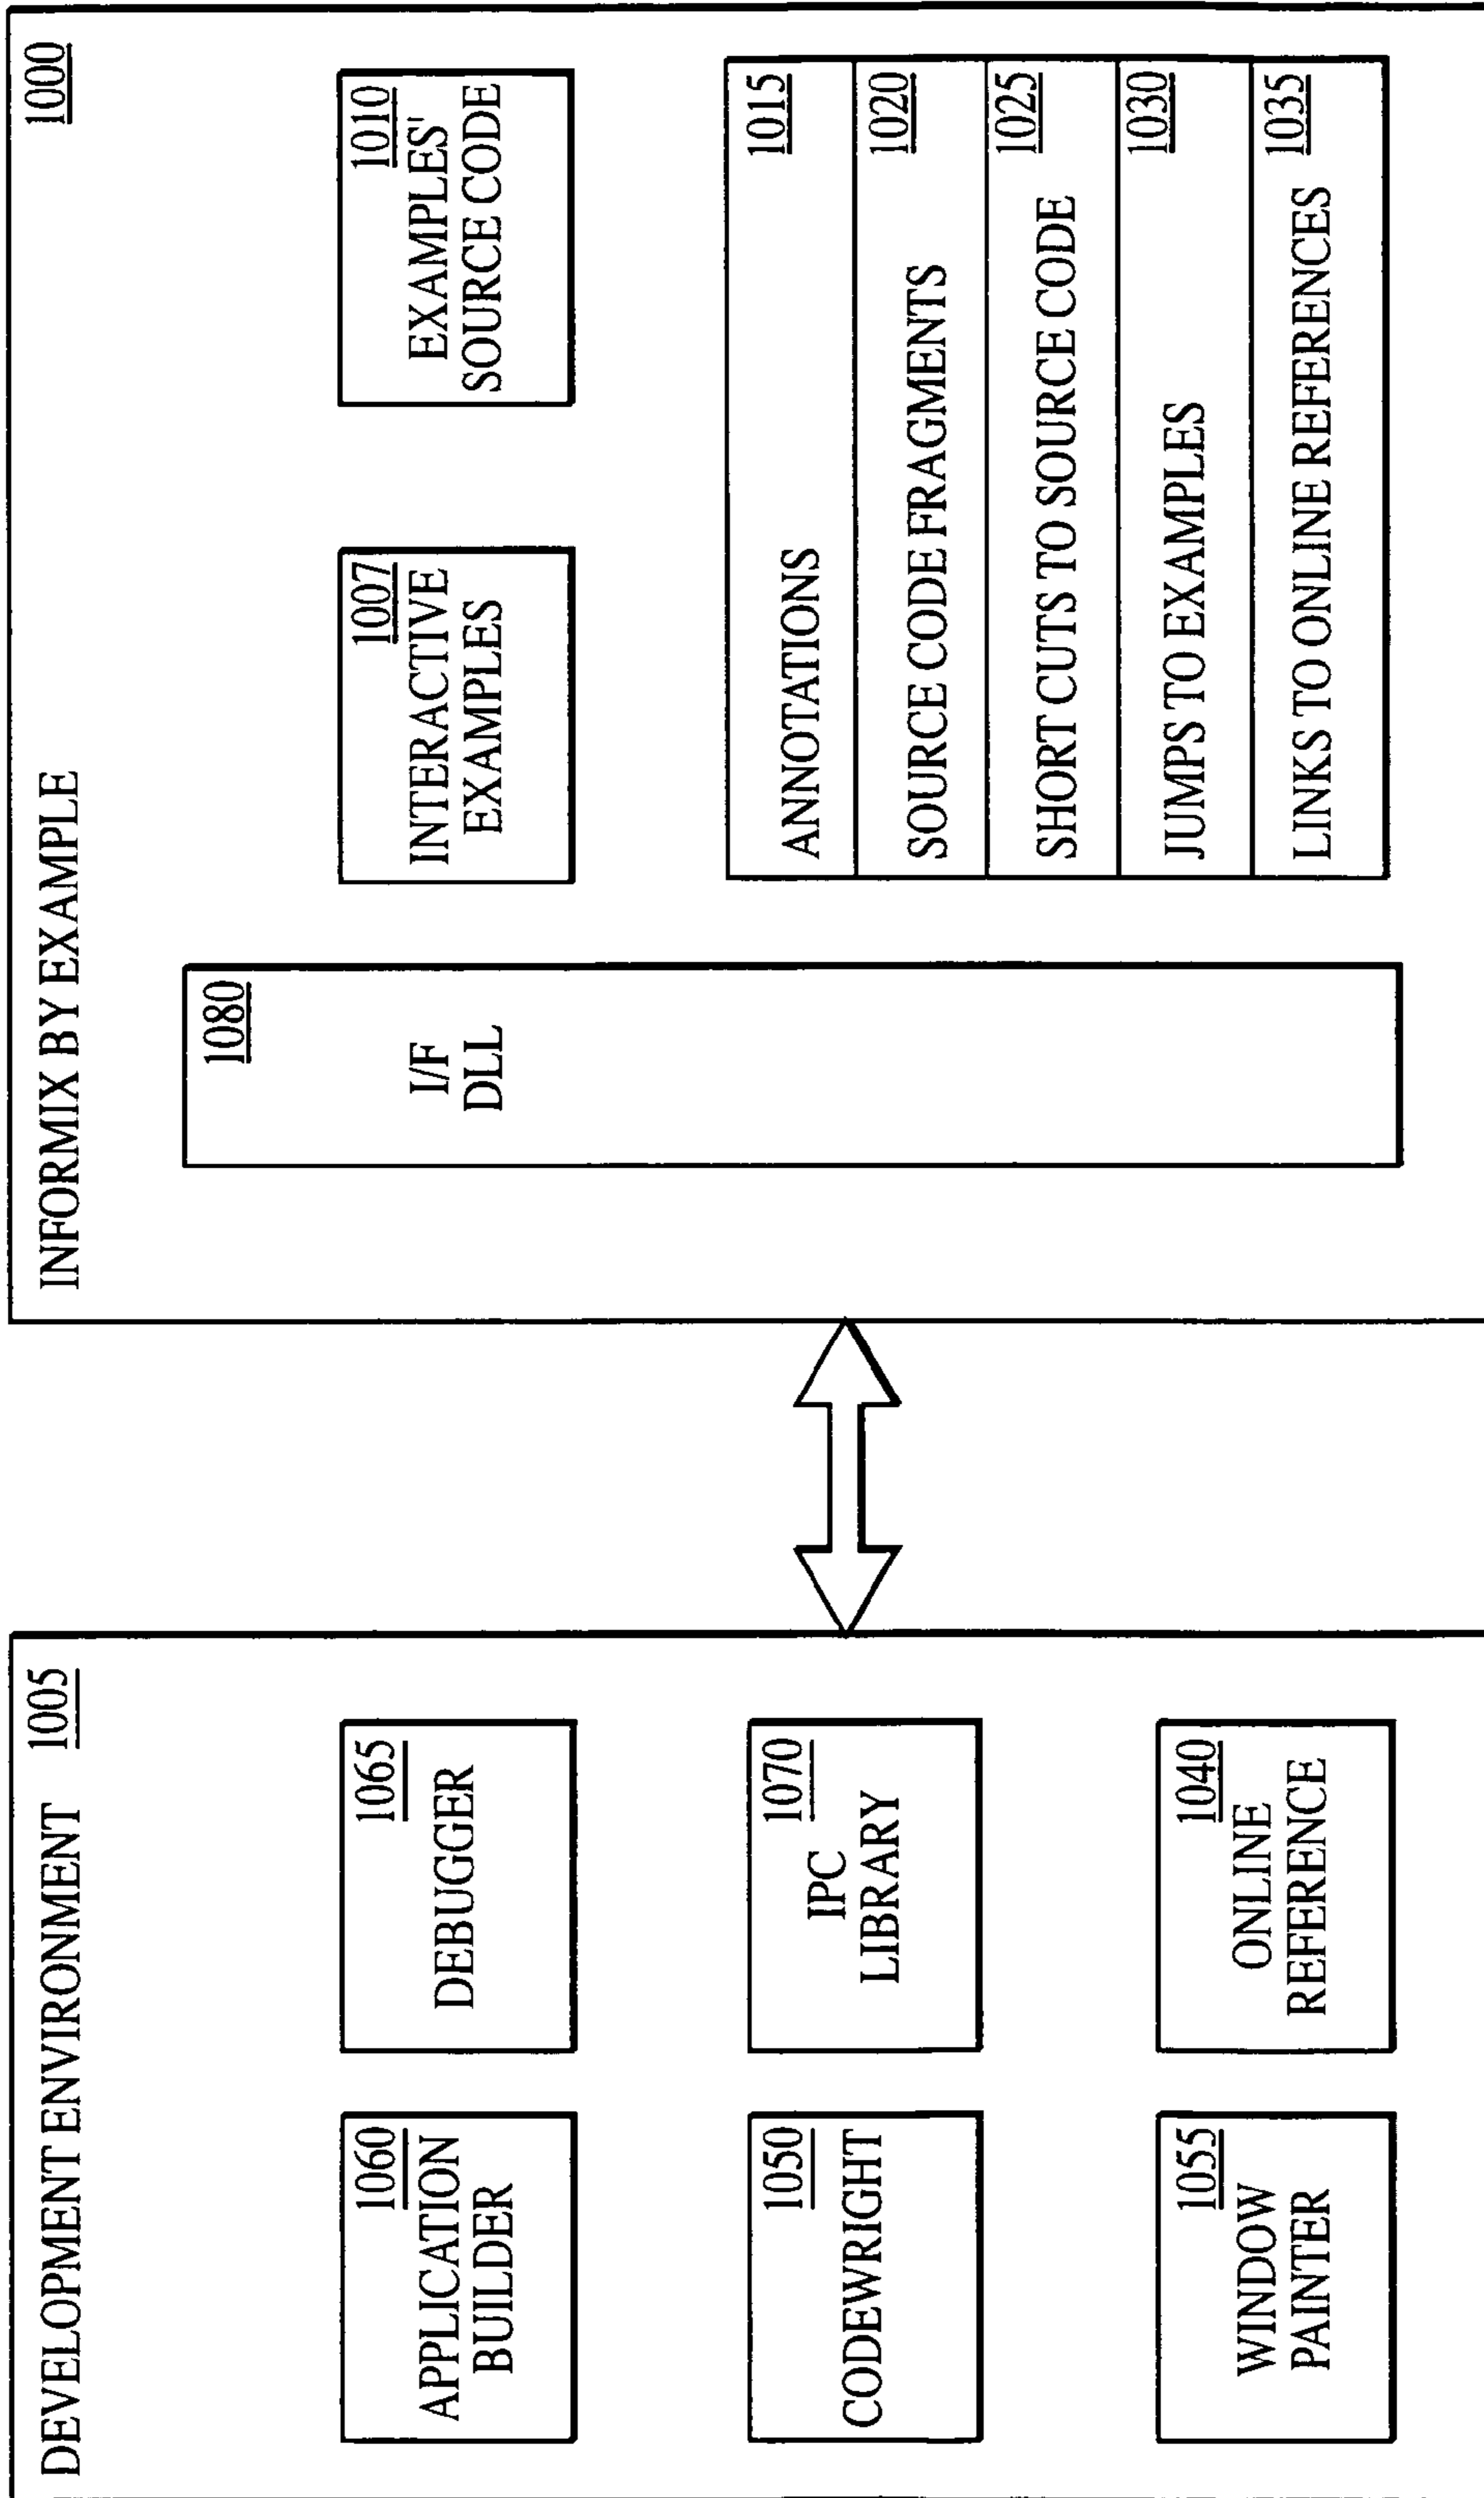 DEVELOPMENT ENVIRONMENT 1005
1060
APPLICATION
BUILDER
1065
DEBUGGER
1050
CODEWRIGHT
1070
IPC
LIBRARY
1055
WINDOW
PAINTER
1040
ONLINE
REFERENCE
INFORMIX BY EXAMPLE 1000
1080
I/F
DLL
1007
INTERACTIVE
EXAMPLES
1010
EXAMPLES'
SOURCE CODE
ANNOTATIONS 1015
SOURCE CODE FRAGMENTS 1020
SHORT CUTS TO SOURCE CODE 1025
JUMPS TO EXAMPLES 1030
LINKS TO ONLINE REFERENCES 1035